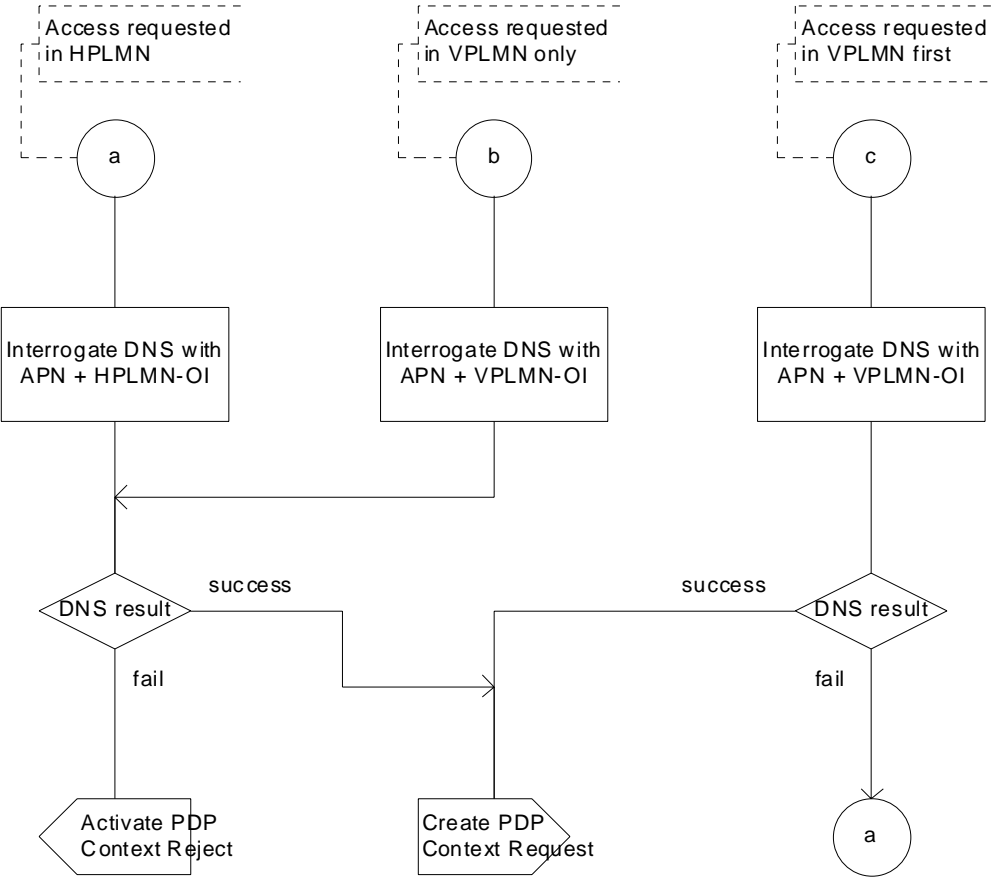 Access requested
in HPLMN
Access requested
in VPLMN only
Access requested
in VPLMN first
a
b
c
Interrogate DNS with
APN + HPLMN-OI
Interrogate DNS with
APN + VPLMN-OI
Interrogate DNS with
APN + VPLMN-OI
DNS result
success
success
DNS result
fail
fail
Activate PDP
Context Reject
Create PDP
Context Request
a